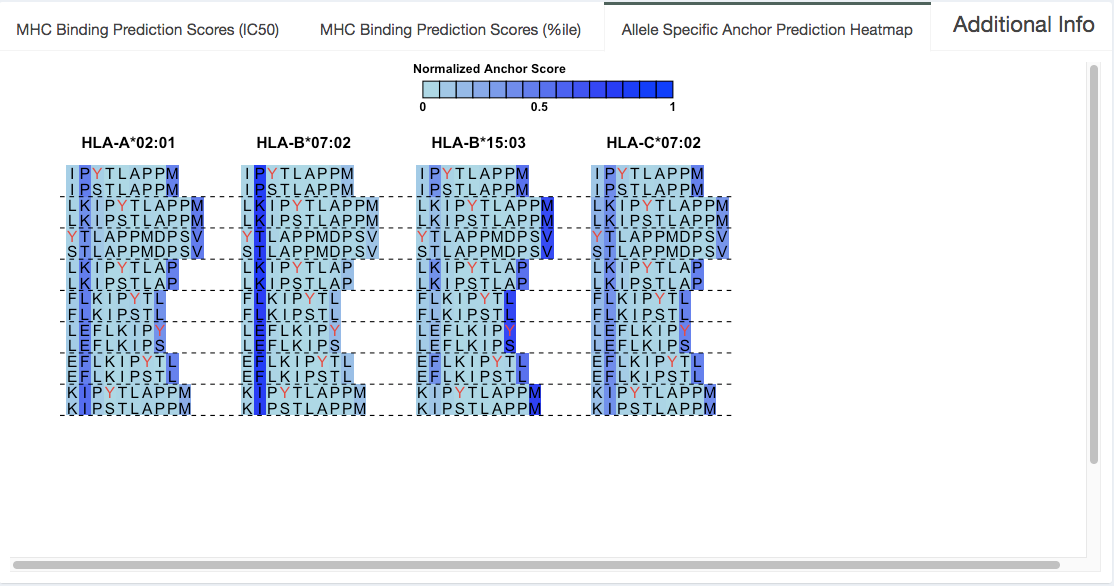 MHC Binding Prediction Scores (IC50) MHC Binding Prediction Scores (%ile) Allele Specific Anchor Prediction Heatmap Additional Info
Normalized Anchor Score
0 0.5 1
HLA-A*02:01 HLA-B*07:02 HLA-B*15:03 HLA-C*07:02
IPYTLAPPM IPYTLAPPM IPYTLAPPM IPYTLAPPM
IPSTLAPPM IPSTLAPPM IPSTLAPPM IPSTLAPPM
LKIPYTLAPPM LKIPYTLAPPM LKIPYTLAPPM LKIPYTLAPPM
LKIPSTLAPPM LKIPSTLAPPM LKIPSTLAPPM LKIPSTLAPPM
YTLAPPMDPSV YTLAPPMDPSV YTLAPPMDPSV YTLAPPMDPSV
STLAPPMDPSV STLAPPMDPSV STLAPPMDPSV STLAPPMDPSV
LKIPYTLAP LKIPYTLAP LKIPYTLAP LKIPYTLAP
LKIPSTLAP LKIPSTLAP LKIPSTLAP LKIPSTLAP
FLKIPYTL FLKIPYTL FLKIPYTL FLKIPYTL
FLKIPSTL FLKIPSTL FLKIPSTL FLKIPSTL
LEFLKIPY LEFLKIPY LEFLKIPY LEFLKIPY
LEFLKIPS LEFLKIPS LEFLKIPS LEFLKIPS
EFLKIPYTL EFLKIPYTL EFLKIPYTL EFLKIPYTL
EFLKIPSTL EFLKIPSTL EFLKIPSTL EFLKIPSTL
KIPYTLAPPM KIPYTLAPPM KIPYTLAPPM KIPYTLAPPM
KIPSTLAPPM KIPSTLAPPM KIPSTLAPPM KIPSTLAPPM